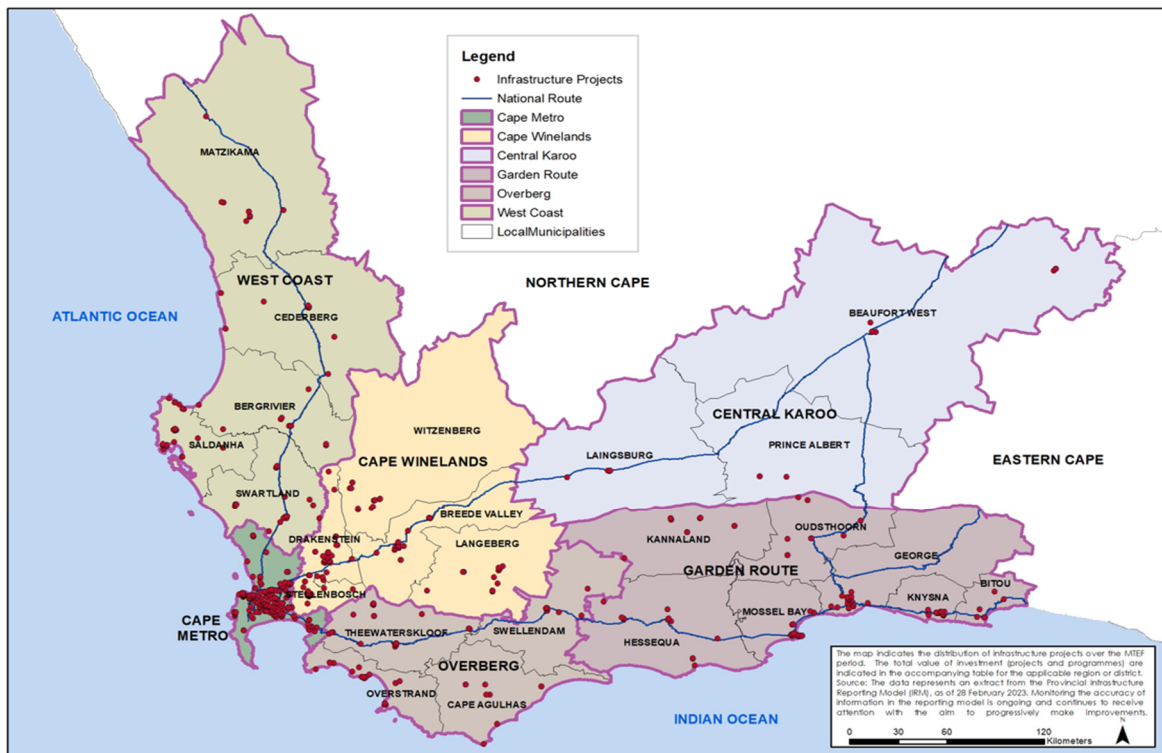 Legend
Infrastructure Projects
National Route
Cape Metro
Cape Winelands
Central Karoo
Garden Route
Overberg
West Coast
LocalMunicipalities
MATZIKAMA
NORTHERN CAPE
WEST COAST
ATLANTIC OCEAN
CEDERBERG
BEAUFORT WEST
BERGRIVIER
CENTRAL KAROO
WITZENBERG
SALDANHA
PRINCE ALBERT
LAINGSBURG
CAPE WINELANDS
EASTERN CAPE
SWARTLAND
BREEDE VALLEY
OUDSTHOORN
DRAKENSTEIN
KANNALAND
LANGEBERG
GEORGE
GARDEN ROUTE
BITOU
STELLENBOSCH
KNYSNA
MOSSEL BAY
CAPE
METRO
SWELLENDAM
THEEWATERSKLOOF
HESSEQUA
OVERBERG
OVERSTRAND
CAPE AGULHAS
INDIAN OCEAN
The map indicates the distribution of infrastructure projects over the MTEF
period. The total value of investment (projects and programmes) are
indicated in the accompanying table for the applicable region or district.
Source: The data represents an extract from the Provincial Infrastructure
Reporting Model (IRM), as of 28 February 2023. Monitoring the accuracy of
information in the reporting model is ongoing and continues to receive
attention with the aim to progressively make improvements.
N
0 30 60 120
Kilometers